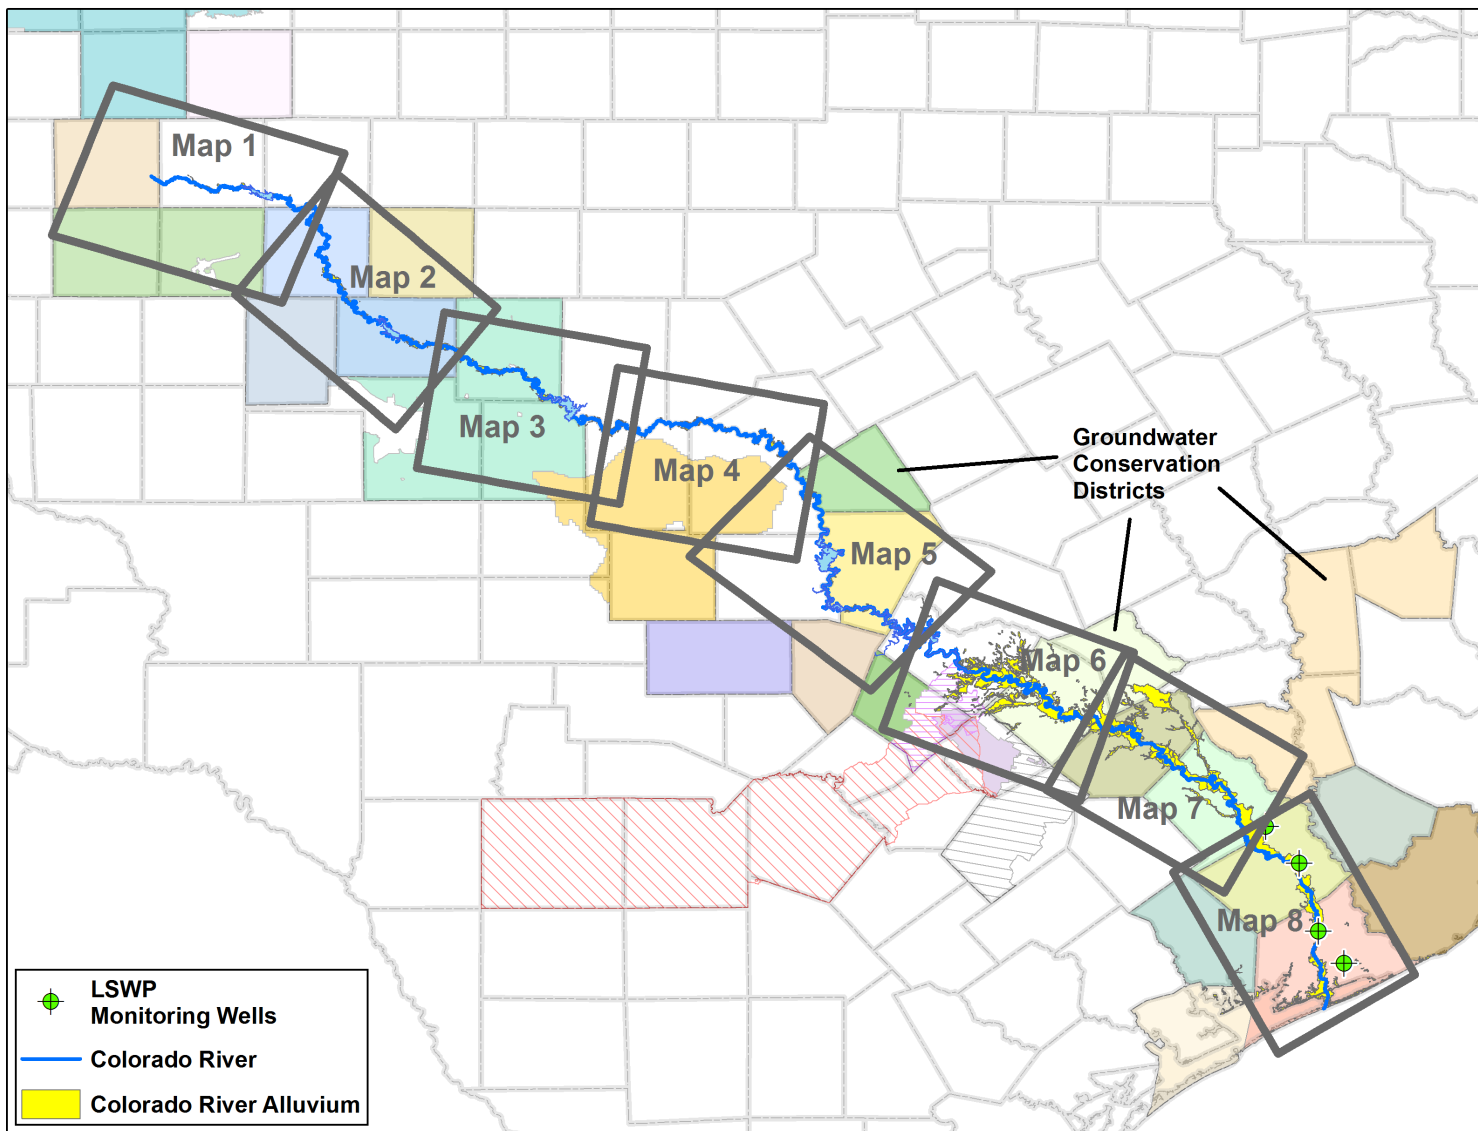 Map 1
Map 2
Map 3
Map 4
Groundwater
Conservation
Districts
Map 5
Map 6
Map 7
Map 8
LSWP
Monitoring Wells
Colorado River
Colorado River Alluvium